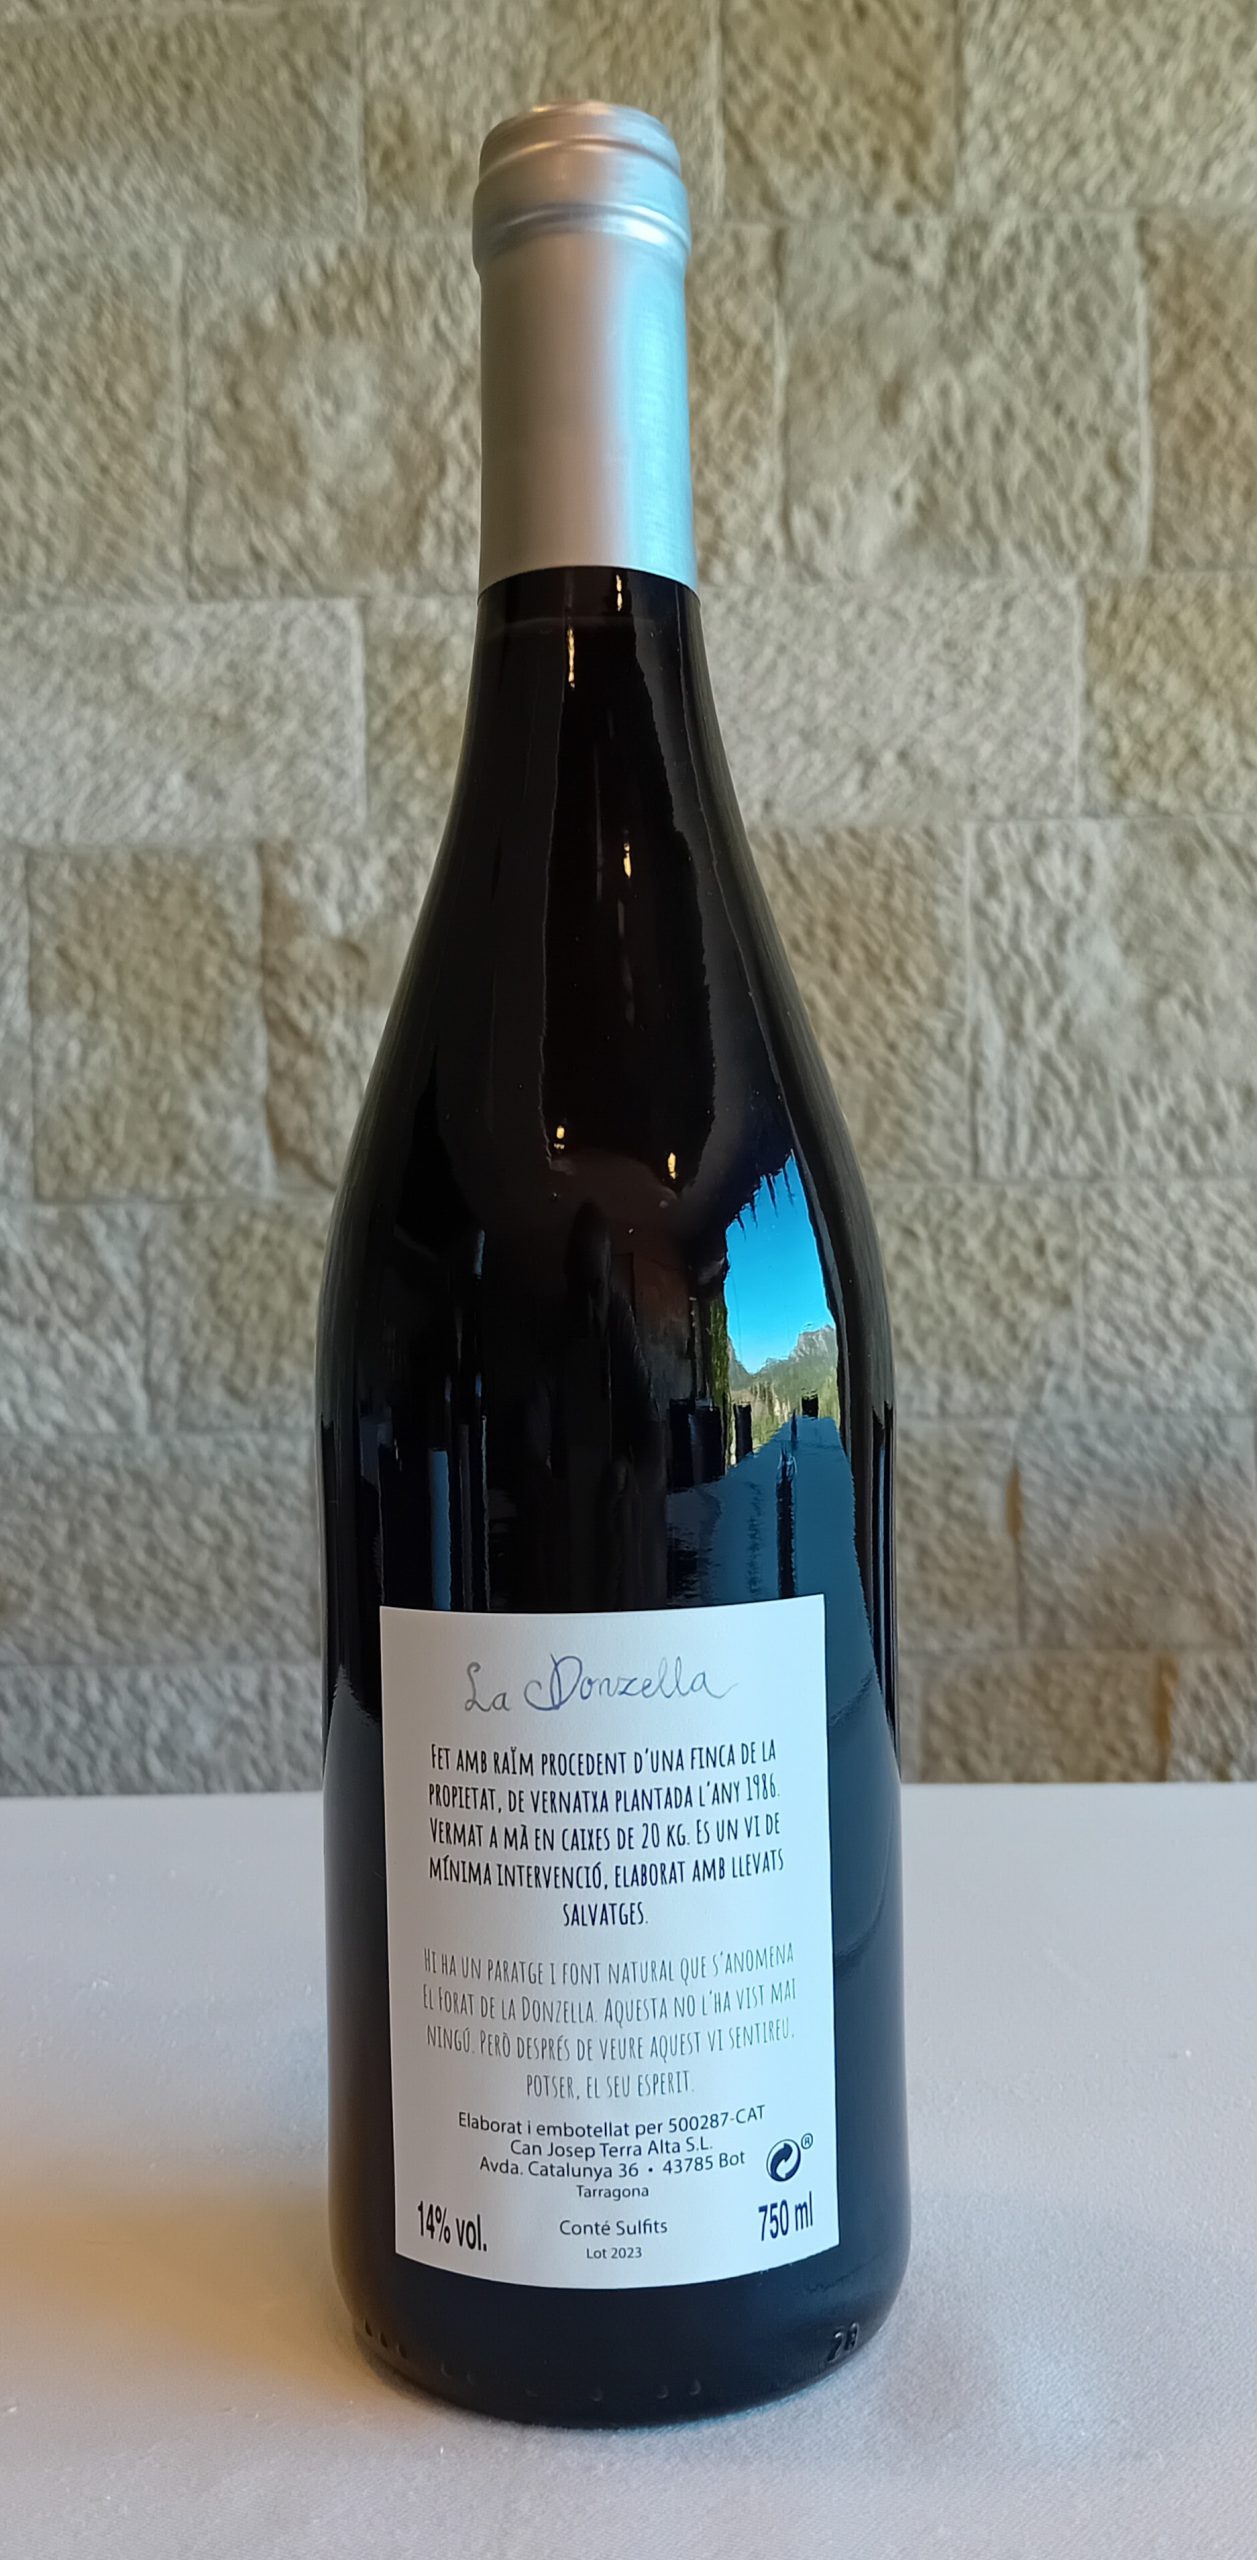 La Donzella
FET AMB RAÏM PROCEDENT D'UNA FINCA DE LA
PROPIETAT, DE VERNATXA PLANTADA L'ANY 1986.
VERMAT A MÀ EN CAIXES DE 20 KG. ES UN VI DE
MÍNIMA INTERVENCIÓ, ELABORAT AMB LLEVATS
SALVATGES.
HI HA UN PARATGE I FONT NATURAL QUE S'ANOMENA
EL FORAT DE LA DONZELLA. AQUESTA NO L'HA VIST MAI
NINGÚ. PERÒ DESPRÉS DE VEURE AQUEST VI SENTIREU,
POTSER, EL SEU ESPERIT.
Elaborat i embotellat per 500287-CAT
Can Josep Terra Alta S.L.
Avda. Catalunya 36 • 43785 Bot
Tarragona
14% vol.
Conté Sulfits
750 ml
Lot 2023